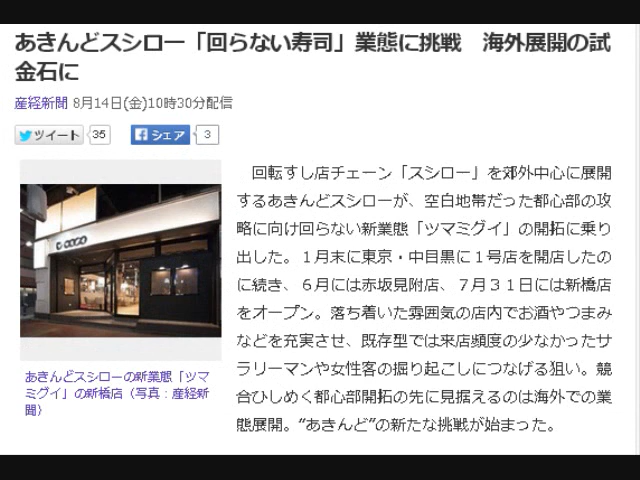 あきんどスシロー「回らない寿司」業態に挑戦　海外展開の試
金石に
産経新聞 8月14日(金)10時30分配信
ツイート 35 シェア 3
回転すし店チェーン「スシロー」を郊外中心に展開
するあきんどスシローが、空白地帯だった都心部の攻
略に向け回らない新業態「ツマミグイ」の開拓に乗り
出した。１月末に東京・中目黒に１号店を開店したの
に続き、６月には赤坂見附店、７月３１日には新橋店
をオープン。落ち着いた雰囲気の店内でお酒やつまみ
などを充実させ、既存型では来店頻度の少なかったサ
ラリーマンや女性客の掘り起こしにつなげる狙い。競
合ひしめく都心部開拓の先に見据えるのは海外での業
態展開。”あきんど”の新たな挑戦が始まった。
あきんどスシローの新業態「ツマ
ミグイ」の新橋店（写真：産経新
聞）